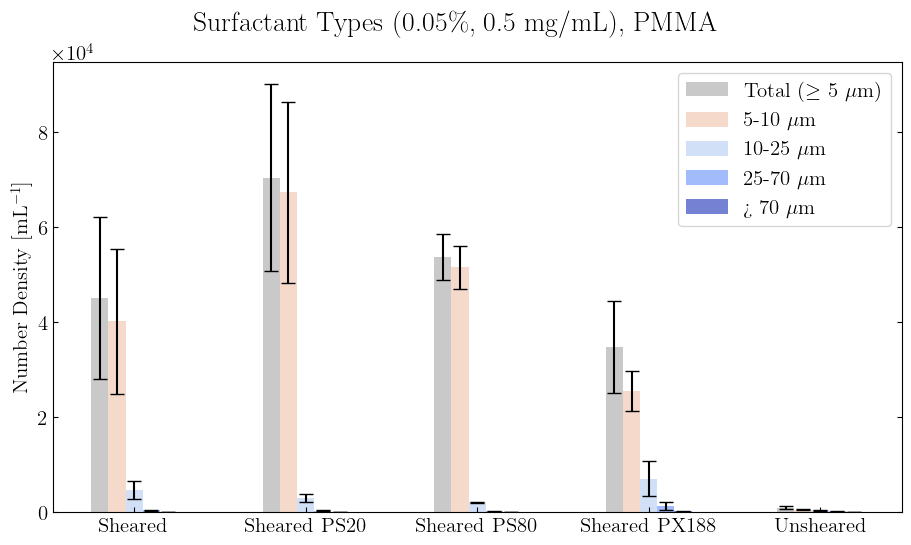 Surfactant Types (0.05%, 0.5 mg/mL), PMMA
×10⁴
Number Density [mL⁻¹]
8
6
4
2
0
Total (≥ 5 μm)
5-10 μm
10-25 μm
25-70 μm
¿ 70 μm
Sheared
Sheared PS20
Sheared PS80
Sheared PX188
Unsheared